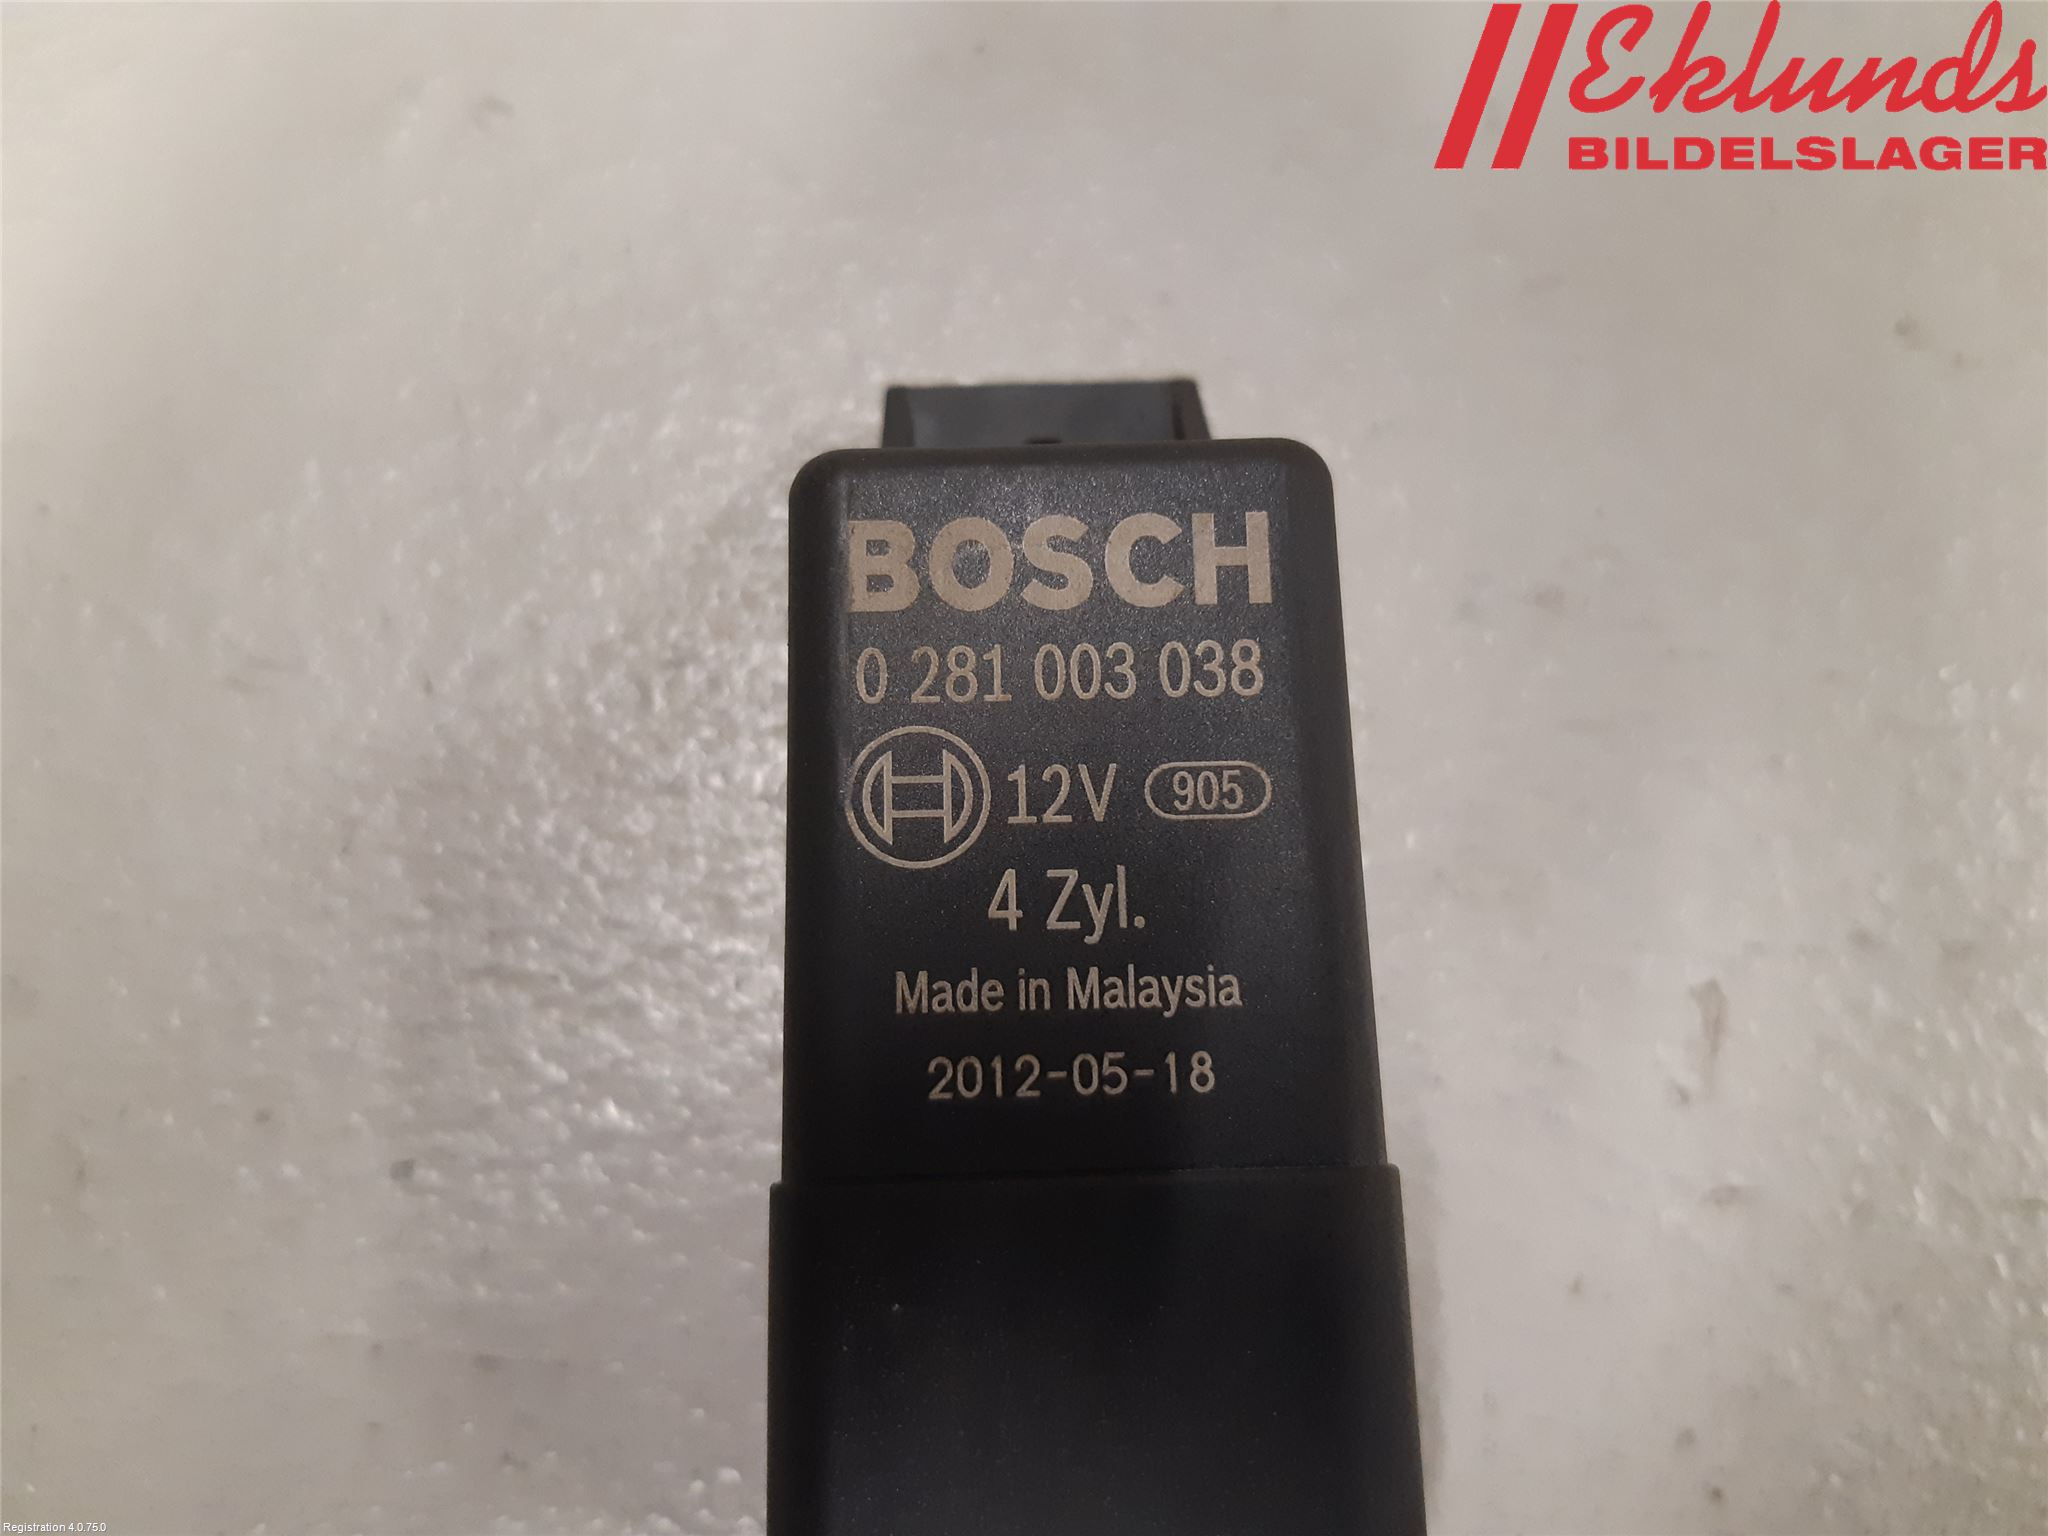 Eklunds
BILDELSLAGER
BOSCH
0 281 003 038
12V 905
4 Zyl.
Made in Malaysia
2012-05-18
Registration 4.0.75.0